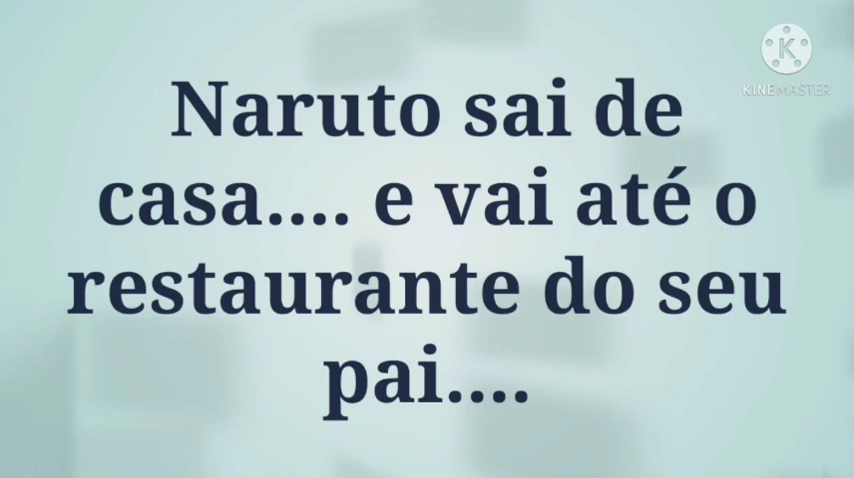 KINEMASTER
Naruto sai de
casa.... e vai até o
restaurante do seu
pai....